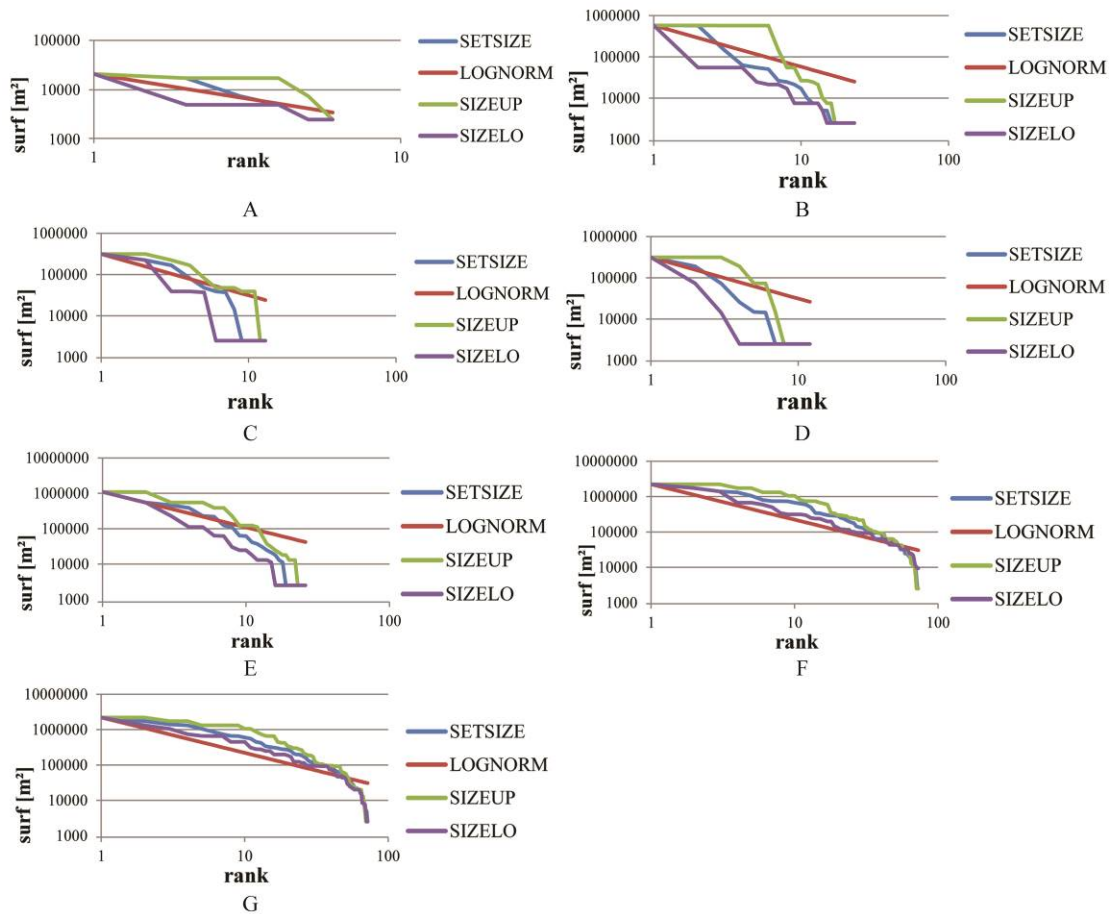 surf [m²]
100000
10000
1000
1
10
rank
SETSIZE
LOGNORM
SIZEUP
SIZELO
A
surf [m²]
1000000
100000
10000
1000
1
10
100
rank
SETSIZE
LOGNORM
SIZEUP
SIZELO
B
surf [m²]
1000000
100000
10000
1000
1
10
100
rank
SETSIZE
LOGNORM
SIZEUP
SIZELO
C
surf [m²]
1000000
100000
10000
1000
1
10
100
rank
SETSIZE
LOGNORM
SIZEUP
SIZELO
D
surf [m²]
10000000
1000000
100000
10000
1000
1
10
100
rank
SETSIZE
LOGNORM
SIZEUP
SIZELO
E
surf [m²]
10000000
1000000
100000
10000
1000
1
10
100
rank
SETSIZE
LOGNORM
SIZEUP
SIZELO
F
surf [m²]
10000000
1000000
100000
10000
1000
1
10
100
rank
SETSIZE
LOGNORM
SIZEUP
SIZELO
G